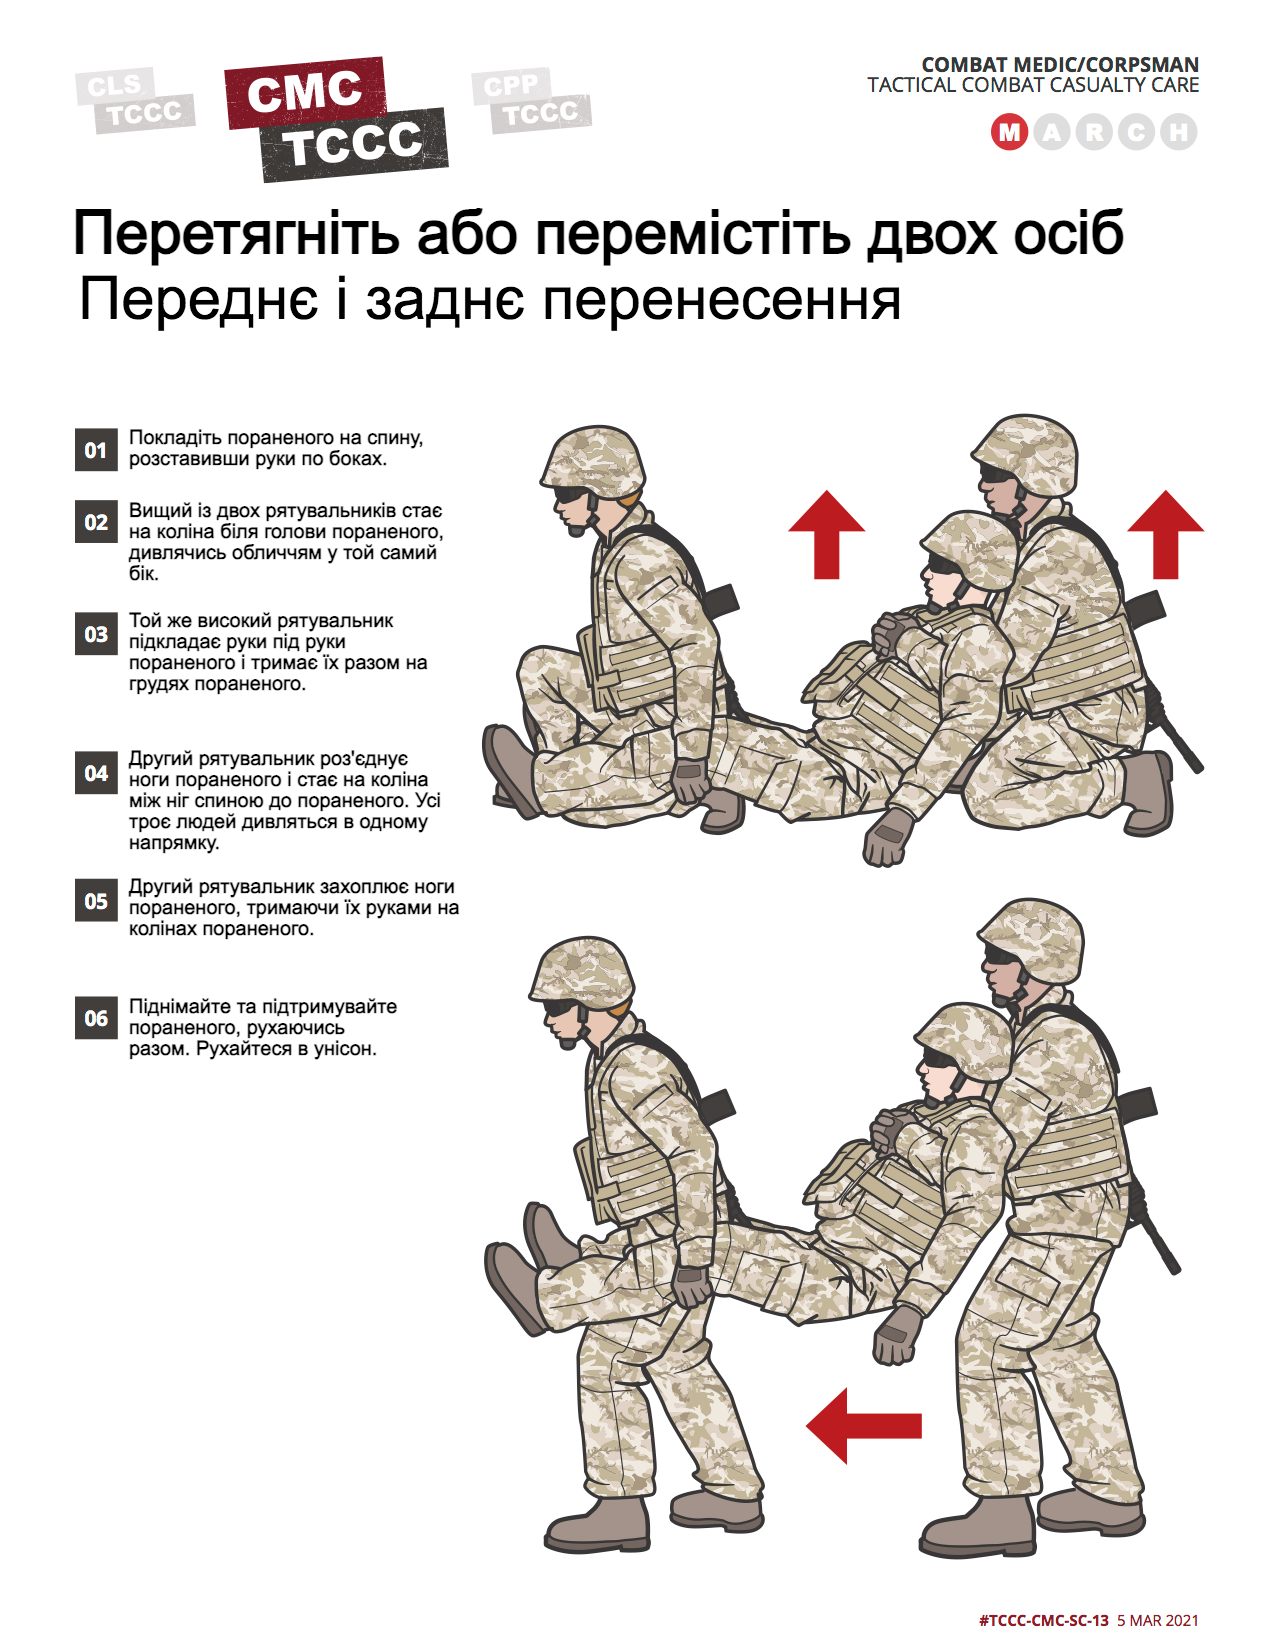 CLS
TCCC
CMC
TCCC
CPP
TCCC
COMBAT MEDIC/CORPSMAN
TACTICAL COMBAT CASUALTY CARE
M A R C H
Перетягніть або перемістіть двох осіб
Переднє і заднє перенесення
01
Покладіть пораненого на спину,
розставивши руки по боках.
02
Вищий із двох рятувальників стає
на коліна біля голови пораненого,
дивлячись обличчям у той самий
бік.
03
Той же високий рятувальник
підкладає руки під руки
пораненого і тримає їх разом на
грудях пораненого.
04
Другий рятувальник роз'єднує
ноги пораненого і стає на коліна
між ніг спиною до пораненого. Усі
троє людей дивляться в одному
напрямку.
05
Другий рятувальник захоплює ноги
пораненого, тримаючи їх руками на
колінах пораненого.
06
Піднімайте та підтримувайте
пораненого, рухаючись
разом. Рухайтеся в унісон.
#TCCC-CMC-SC-13 5 MAR 2021